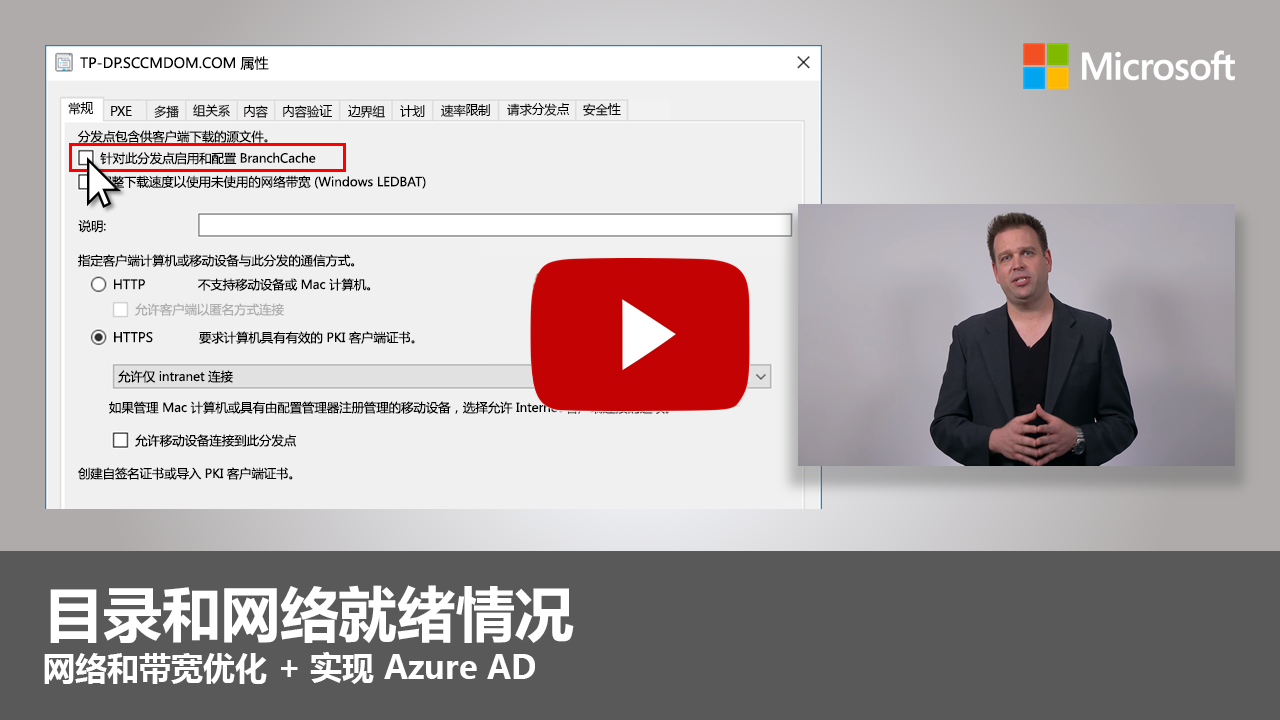 TP-DP.SCCMDOM.COM 属性
Microsoft
常规 PXE 多播 组关系 内容 内容验证 边界组 计划 速率限制 请求分发点 安全性
分发点包含供客户端下载的源文件。
针对此分发点启用和配置 BranchCache
整下载速度以使用未使用的网络带宽 (Windows LEDBAT)
说明:
指定客户端计算机或移动设备与此分发的通信方式。
HTTP 不支持移动设备或 Mac 计算机。
允许客户端以匿名方式连接
HTTPS 要求计算机具有有效的 PKI 客户端证书。
允许仅 intranet 连接
如果管理 Mac 计算机或具有由配置管理器注册管理的移动设备，选择允许
允许移动设备连接到此分发点
创建自签名证书或导入 PKI 客户端证书。
目录和网络就绪情况
网络和带宽优化 + 实现 Azure AD